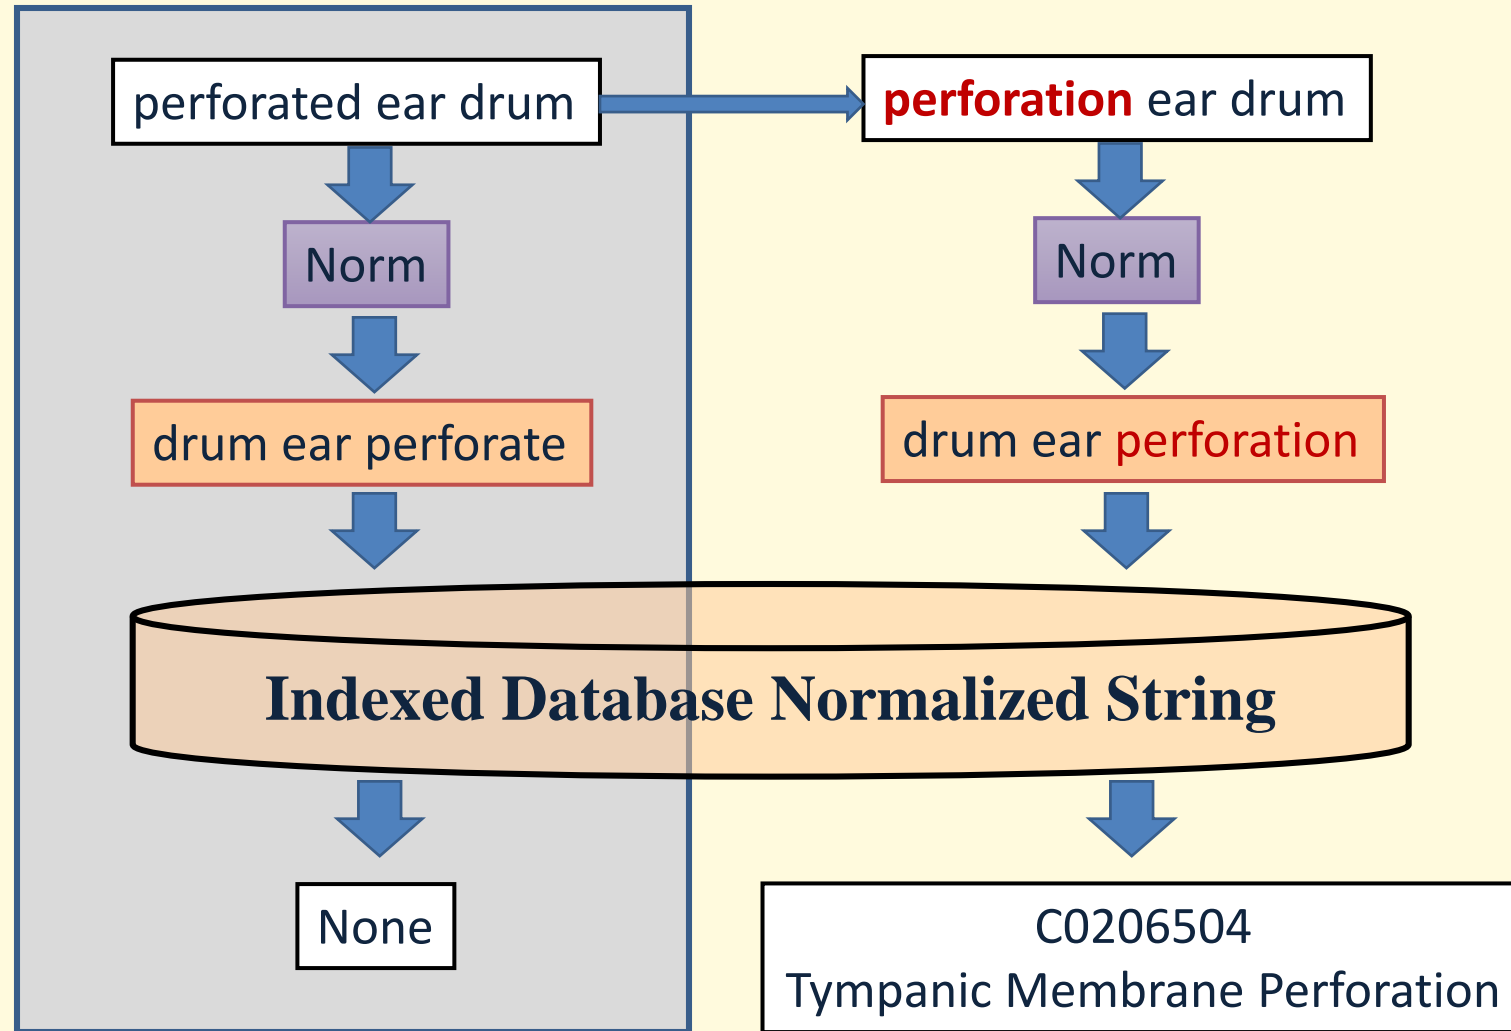 perforated ear drum
perforation ear drum
Norm
Norm
drum ear perforate
drum ear perforation
Indexed Database Normalized String
None
C0206504
Tympanic Membrane Perforation